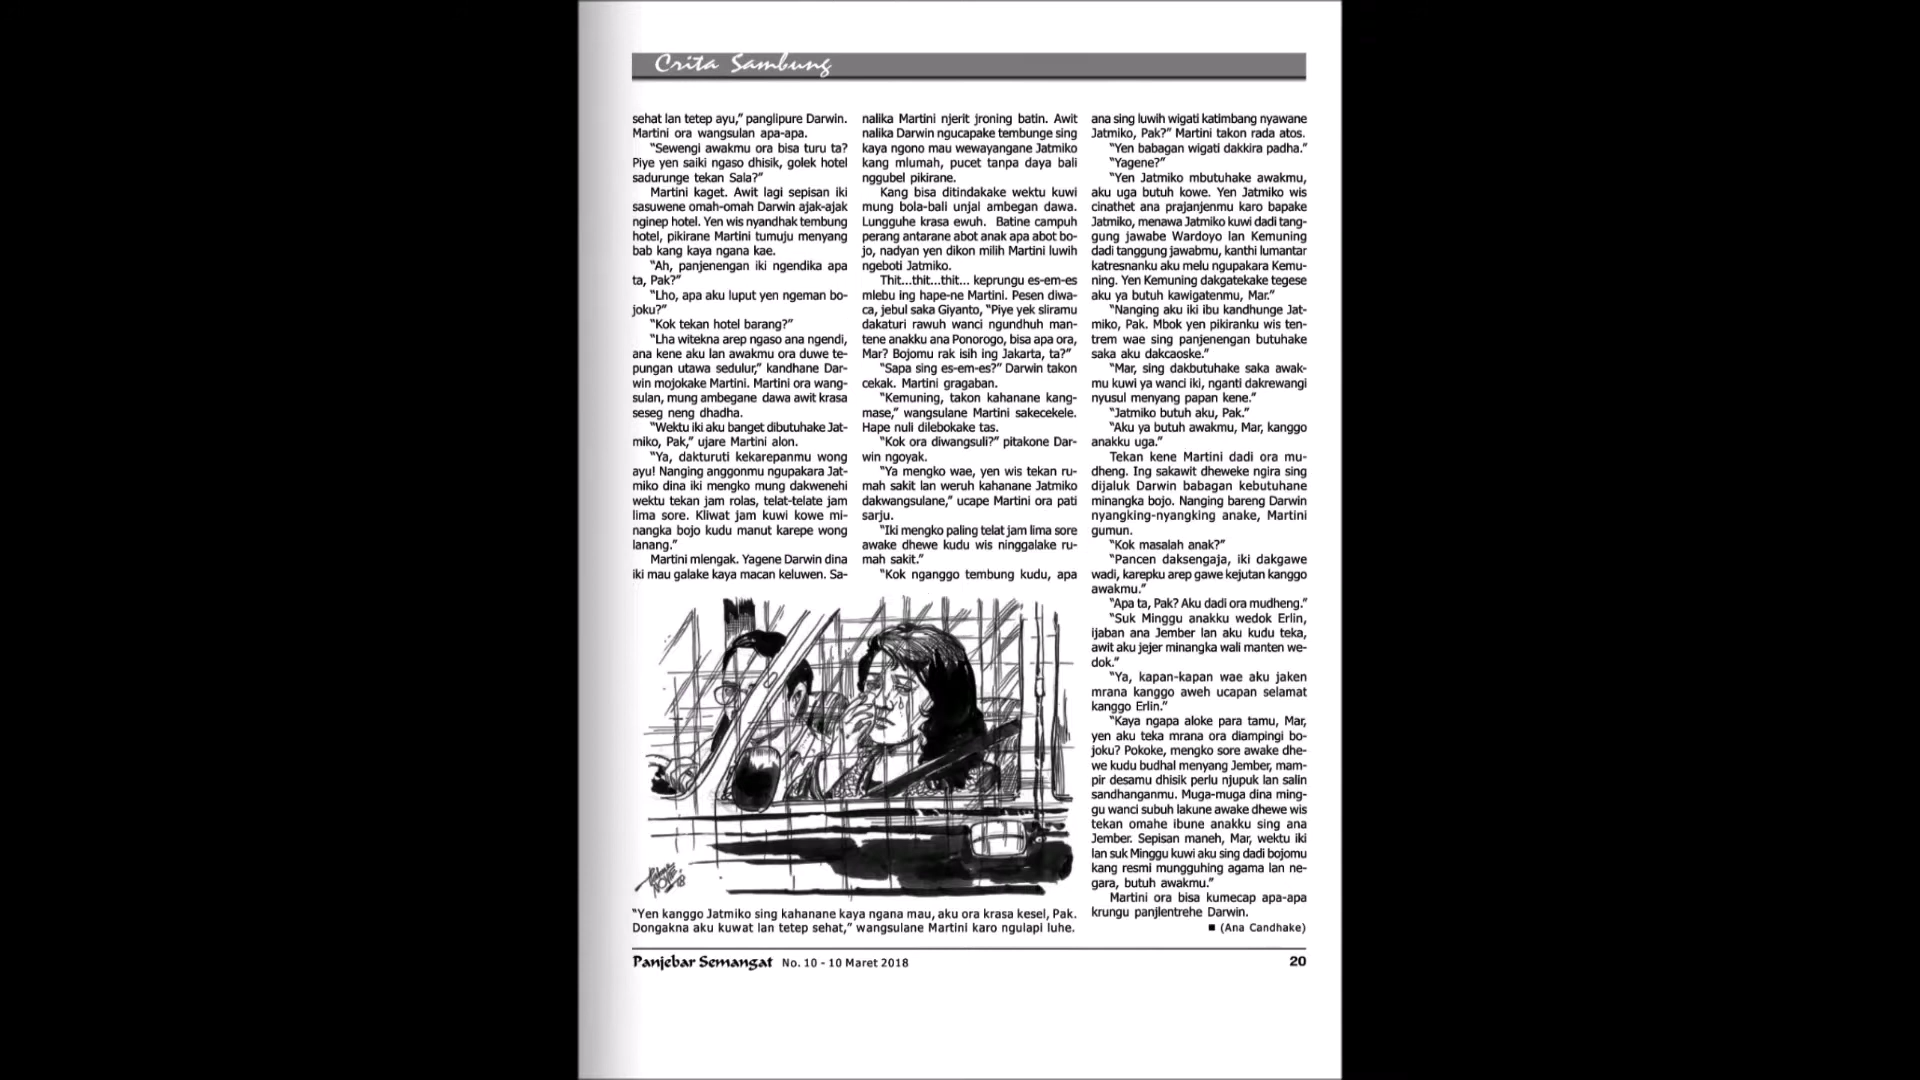 Crita Sambung
sehat lan tetep ayu,” panglipure Darwin.
Martini ora wangsulan apa-apa.
“Sewengi awakmu ora bisa turu ta?
Piye yen saiki ngaso dhisik, golek hotel
sadurunge tekan Sala?”
Martini kaget. Awit lagi sepisan iki
sasuwene omah-omah Darwin ajak-ajak
nginep hotel. Yen wis nyandhak tembung
hotel, pikirane Martini tumuju menyang
bab kang kaya ngana kae.
“Ah, panjenengan iki ngendika apa
ta, Pak?”
“Lho, apa aku luput yen ngeman bo-
joku?”
“Kok tekan hotel barang?”
“Lha witekna arep ngaso ana ngendi,
ana kene aku lan awakmu ora duwe te-
pungan utawa sedulur,” kandhane Dar-
win mojokake Martini. Martini ora wang-
sulan, mung ambegane dawa awit krasa
seseg neng dhadha.
“Wektu iki aku banget dibutuhake Jat-
miko, Pak,” ujare Martini alon.
“Ya, dakturuti kekarepanmu wong
ayu! Nanging anggonmu ngupakara Jat-
miko dina iki mengko mung dakwenehi
wektu tekan jam rolas, telat-telate jam
lima sore. Kliwat jam kuwi kowe mi-
nangka bojo kudu manut karepe wong
lanang.”
Martini mlengak. Yagene Darwin dina
iki mau galake kaya macan keluwen. Sa-
nalika Martini njerit jroning batin. Awit
nalika Darwin ngucapake tembunge sing
kaya ngono mau wewayangane Jatmiko
kang mlumah, pucet tanpa daya bali
nggubel pikirane.
Kang bisa ditindakake wektu kuwi
mung bola-bali unjal ambegan dawa.
Lungguhe krasa ewuh. Batine campuh
perang antarane abot anak apa abot bo-
jo, nadyan yen dikon milih Martini luwih
ngeboti Jatmiko.
Thit...thit...thit... keprungu es-em-es
mlebu ing hape-ne Martini. Pesen diwa-
ca, jebul saka Giyanto, “Piye yek sliramu
dakaturi rawuh wanci ngundhuh man-
tene anakku ana Ponorogo, bisa apa ora,
Mar? Bojomu rak isih ing Jakarta, ta?”
“Sapa sing es-em-es?” Darwin takon
cekak. Martini gragaban.
“Kemuning, takon kahanane kang-
mase,” wangsulane Martini sakecekele.
Hape nuli dilebokake tas.
“Kok ora diwangsuli?” pitakone Dar-
win ngoyak.
“Ya mengko wae, yen wis tekan ru-
mah sakit lan weruh kahanane Jatmiko
dakwangsulane,” ucape Martini ora pati
sarju.
“Iki mengko paling telat jam lima sore
awake dhewe kudu wis ninggalake ru-
mah sakit.”
“Kok nganggo tembung kudu, apa
ana sing luwih wigati katimbang nyawane
Jatmiko, Pak?” Martini takon rada atos.
“Yen babagan wigati dakkira padha.”
“Yagene?”
“Yen Jatmiko mbutuhake awakmu,
aku uga butuh kowe. Yen Jatmiko wis
cinathet ana prajanjenmu karo bapake
Jatmiko, menawa Jatmiko kuwi dadi tang-
gung jawabe Wardoyo lan Kemuning
dadi tanggung jawabmu, kanthi lumantar
katresnanku aku melu ngupakara Kemu-
ning. Yen Kemuning dakgatekake tegese
aku ya butuh kawigatenmu, Mar.”
“Nanging aku iki ibu kandhunge Jat-
miko, Pak. Mbok yen pikiranku wis ten-
trem wae sing panjenengan butuhake
saka aku dakcaoske.”
“Mar, sing dakbutuhake saka awak-
mu kuwi ya wanci iki, nganti dakrewangi
nyusul menyang papan kene.”
“Jatmiko butuh aku, Pak.”
“Aku ya butuh awakmu, Mar, kanggo
anakku uga.”
Tekan kene Martini dadi ora mu-
dheng. Ing sakawit dheweke ngira sing
dijaluk Darwin babagan kebutuhane
minangka bojo. Nanging bareng Darwin
nyangking-nyangking anake, Martini
gumun.
“Kok masalah anak?”
“Pancen daksengaja, iki dakgawe
wadi, karepku arep gawe kejutan kanggo
awakmu.”
“Apa ta, Pak? Aku dadi ora mudheng.”
“Suk Minggu anakku wedok Erlin,
ijaban ana Jember lan aku kudu teka,
awit aku jejer minangka wali manten we-
dok.”
“Ya, kapan-kapan wae aku jaken
mrana kanggo aweh ucapan selamat
kanggo Erlin.”
“Kaya ngapa aloke para tamu, Mar,
yen aku teka mrana ora diampingi bo-
joku? Pokoke, mengko sore awake dhe-
we kudu budhal menyang Jember, mam-
pir desamu dhisik perlu njupuk lan salin
sandhanganmu. Muga-muga dina ming-
gu wanci subuh lakune awake dhewe wis
tekan omahe ibune anakku sing ana
Jember. Sepisan maneh, Mar, wektu iki
lan suk Minggu kuwi aku sing dadi bojomu
kang resmi mungguhing agama lan ne-
gara, butuh awakmu.”
Martini ora bisa kumecap apa-apa
krungu panjlentrehe Darwin.
■ (Ana Candhake)
“Yen kanggo Jatmiko sing kahanane kaya ngana mau, aku ora krasa kesel, Pak.
Dongakna aku kuwat lan tetep sehat,” wangsulane Martini karo ngulapi luhe.
Panjebar Semangat No. 10 - 10 Maret 2018
20